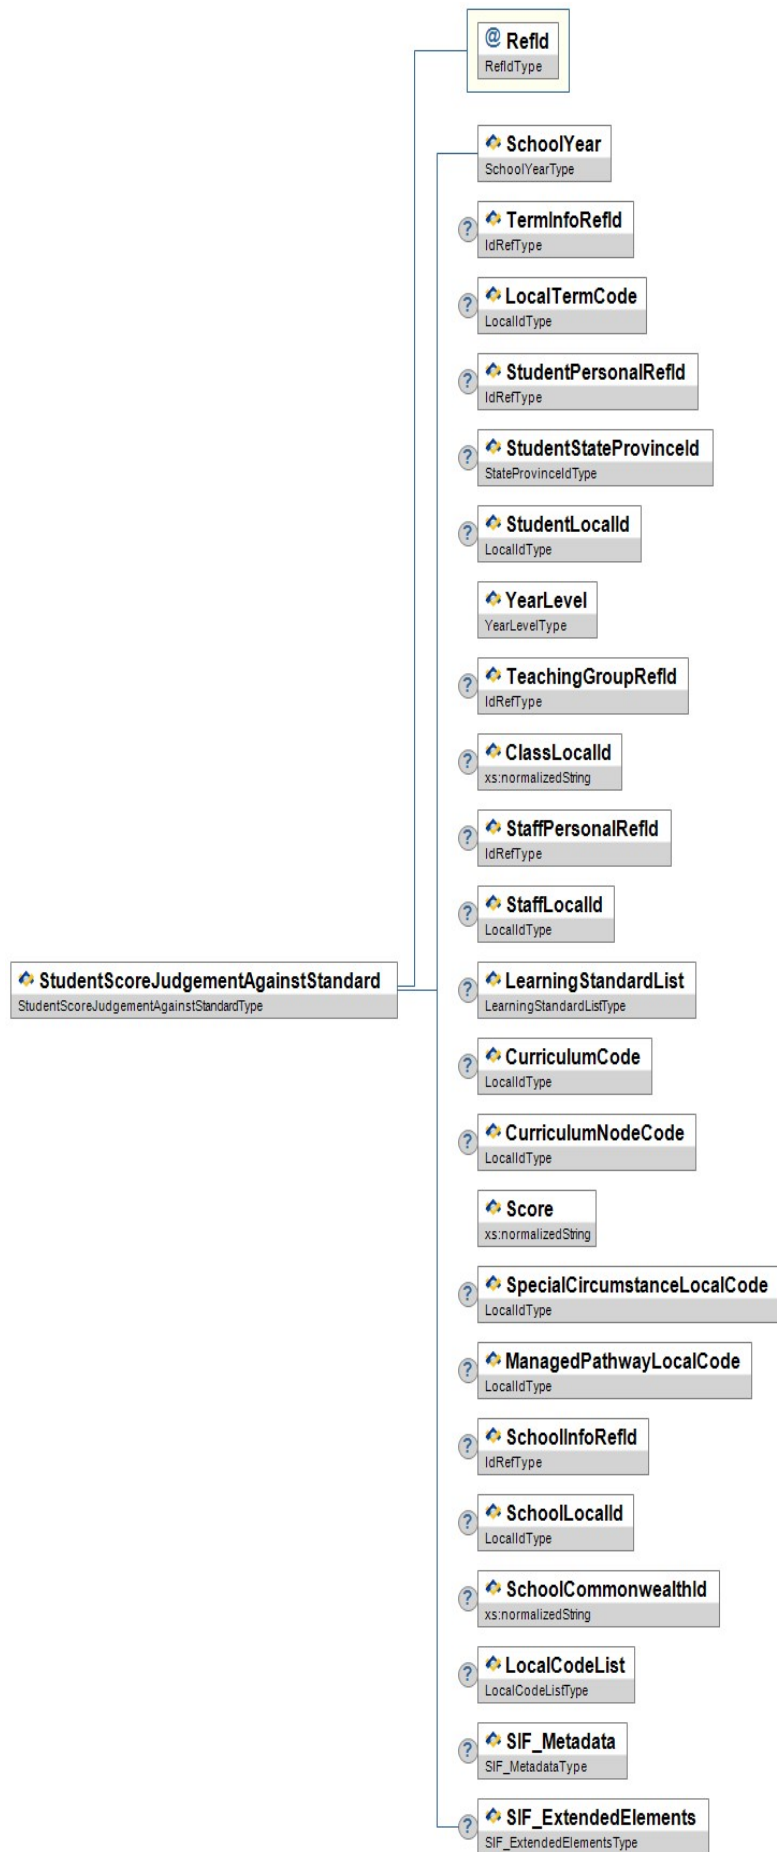 @ RefId
RefIdType
SchoolYear
SchoolYearType
? TermInfoRefId
IdRefType
? LocalTermCode
LocalIdType
? StudentPersonalRefId
IdRefType
? StudentStateProvinceId
StateProvinceIdType
? StudentLocalId
LocalIdType
YearLevel
YearLevelType
? TeachingGroupRefId
IdRefType
? ClassLocalId
xs:normalizedString
? StaffPersonalRefId
IdRefType
? StaffLocalId
LocalIdType
StudentScoreJudgementAgainstStandard
StudentScoreJudgementAgainstStandardType
? LearningStandardList
LearningStandardListType
? CurriculumCode
LocalIdType
? CurriculumNodeCode
LocalIdType
Score
xs:normalizedString
? SpecialCircumstanceLocalCode
LocalIdType
? ManagedPathwayLocalCode
LocalIdType
? SchoolInfoRefId
IdRefType
? SchoolLocalId
LocalIdType
? SchoolCommonwealthId
xs:normalizedString
? LocalCodeList
LocalCodeListType
? SIF_Metadata
SIF_MetadataType
? SIF_ExtendedElements
SIF_ExtendedElementsType